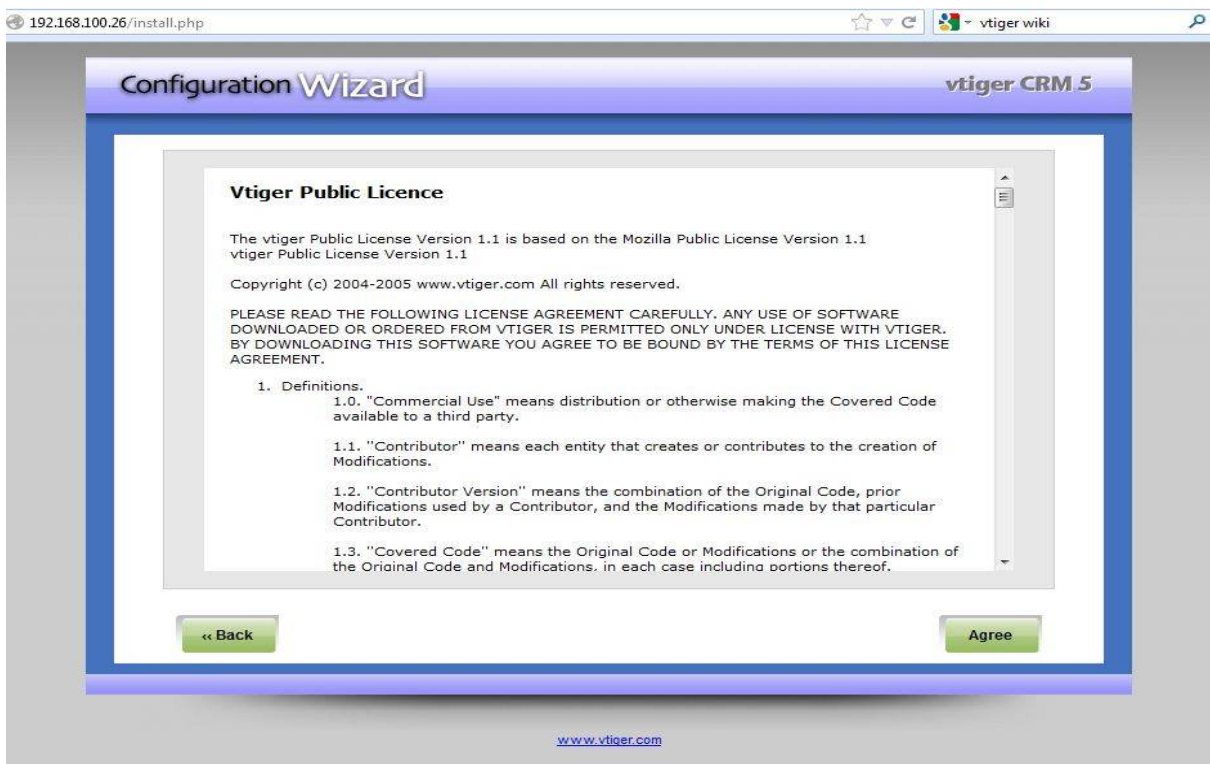 192.168.100.26/install.php
vtiger wiki
Configuration Wizard
vtiger CRM 5
Vtiger Public Licence
The vtiger Public License Version 1.1 is based on the Mozilla Public License Version 1.1
vtiger Public License Version 1.1
Copyright (c) 2004-2005 www.vtiger.com All rights reserved.
PLEASE READ THE FOLLOWING LICENSE AGREEMENT CAREFULLY. ANY USE OF SOFTWARE
DOWNLOADED OR ORDERED FROM VTIGER IS PERMITTED ONLY UNDER LICENSE WITH VTIGER.
BY DOWNLOADING THIS SOFTWARE YOU AGREE TO BE BOUND BY THE TERMS OF THIS LICENSE
AGREEMENT.
1. Definitions.
1.0. "Commercial Use" means distribution or otherwise making the Covered Code
available to a third party.
1.1. "Contributor" means each entity that creates or contributes to the creation of
Modifications.
1.2. "Contributor Version" means the combination of the Original Code, prior
Modifications used by a Contributor, and the Modifications made by that particular
Contributor.
1.3. "Covered Code" means the Original Code or Modifications or the combination of
the Original Code and Modifications, in each case including portions thereof.
‹‹ Back
Agree
www.vtiger.com